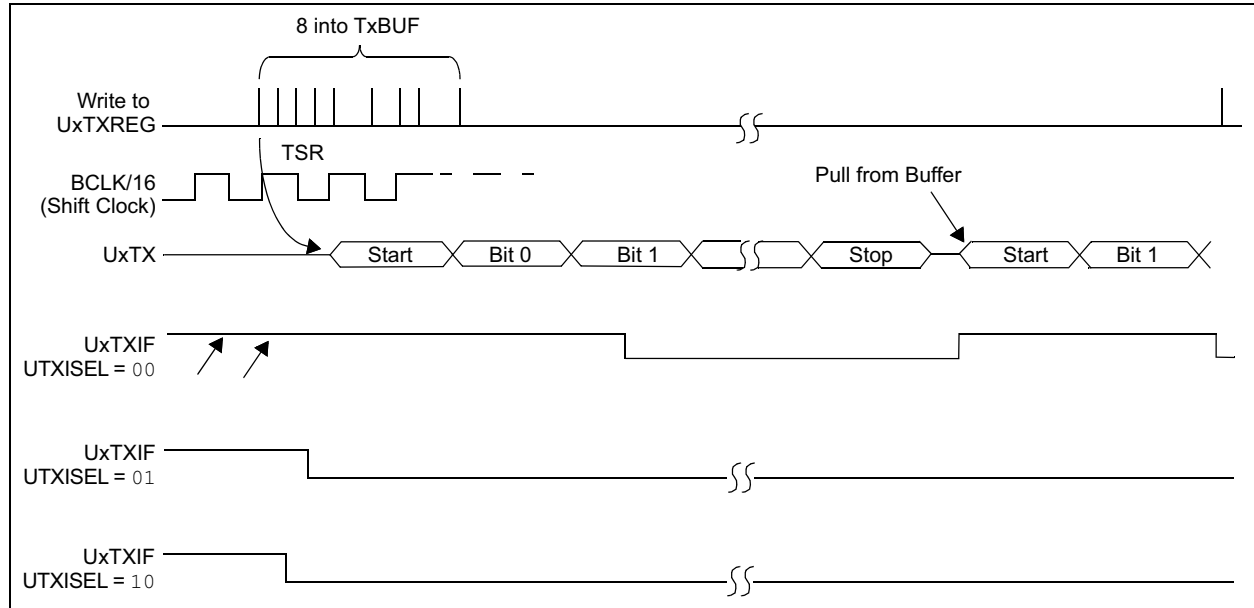 8 into TxBUF
Write to
UxTXREG
TSR
BCLK/16
(Shift Clock)
Pull from Buffer
UxTX
Start
Bit 0
Bit 1
Stop
Start
Bit 1
UxTXIF
UTXISEL = 00
UxTXIF
UTXISEL = 01
UxTXIF
UTXISEL = 10